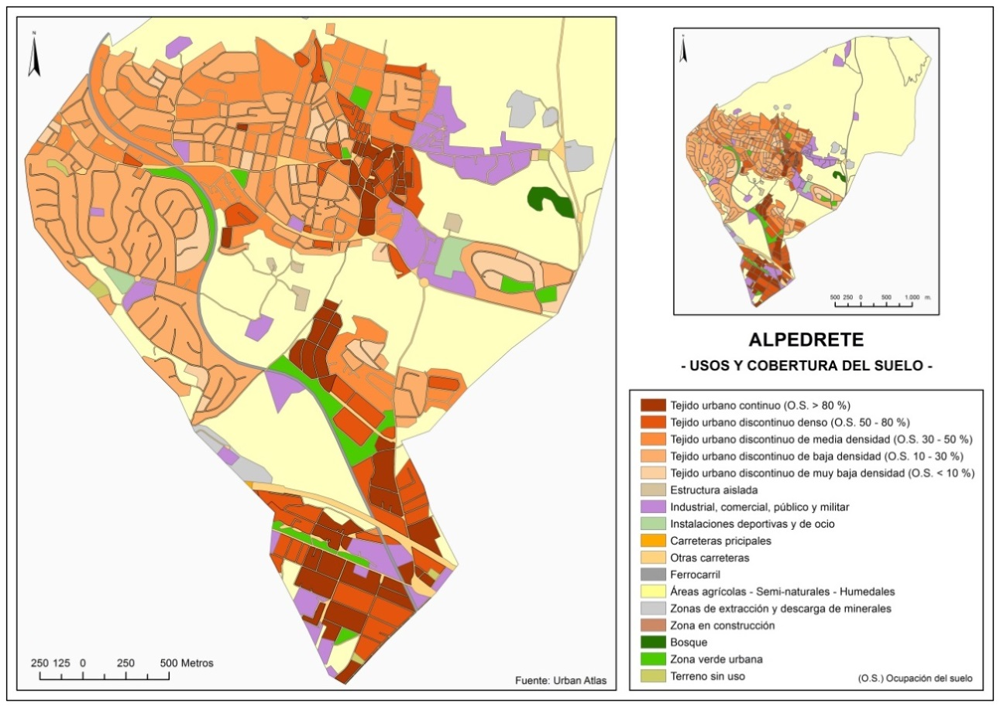 N
N
500 250 0 500 1.000 m.
ALPEDRETE
- USOS Y COBERTURA DEL SUELO -
Tejido urbano continuo (O.S. > 80 %)
Tejido urbano discontinuo denso (O.S. 50 - 80 %)
Tejido urbano discontinuo de media densidad (O.S. 30 - 50 %)
Tejido urbano discontinuo de baja densidad (O.S. 10 - 30 %)
Tejido urbano discontinuo de muy baja densidad (O.S. < 10 %)
Estructura aislada
Industrial, comercial, público y militar
Instalaciones deportivas y de ocio
Carreteras pricipales
Otras carreteras
Ferrocarril
Áreas agrícolas - Semi-naturales - Humedales
Zonas de extracción y descarga de minerales
Zona en construcción
Bosque
Zona verde urbana
Terreno sin uso
(O.S.) Ocupación del suelo
250 125 0 250 500 Metros
Fuente: Urban Atlas